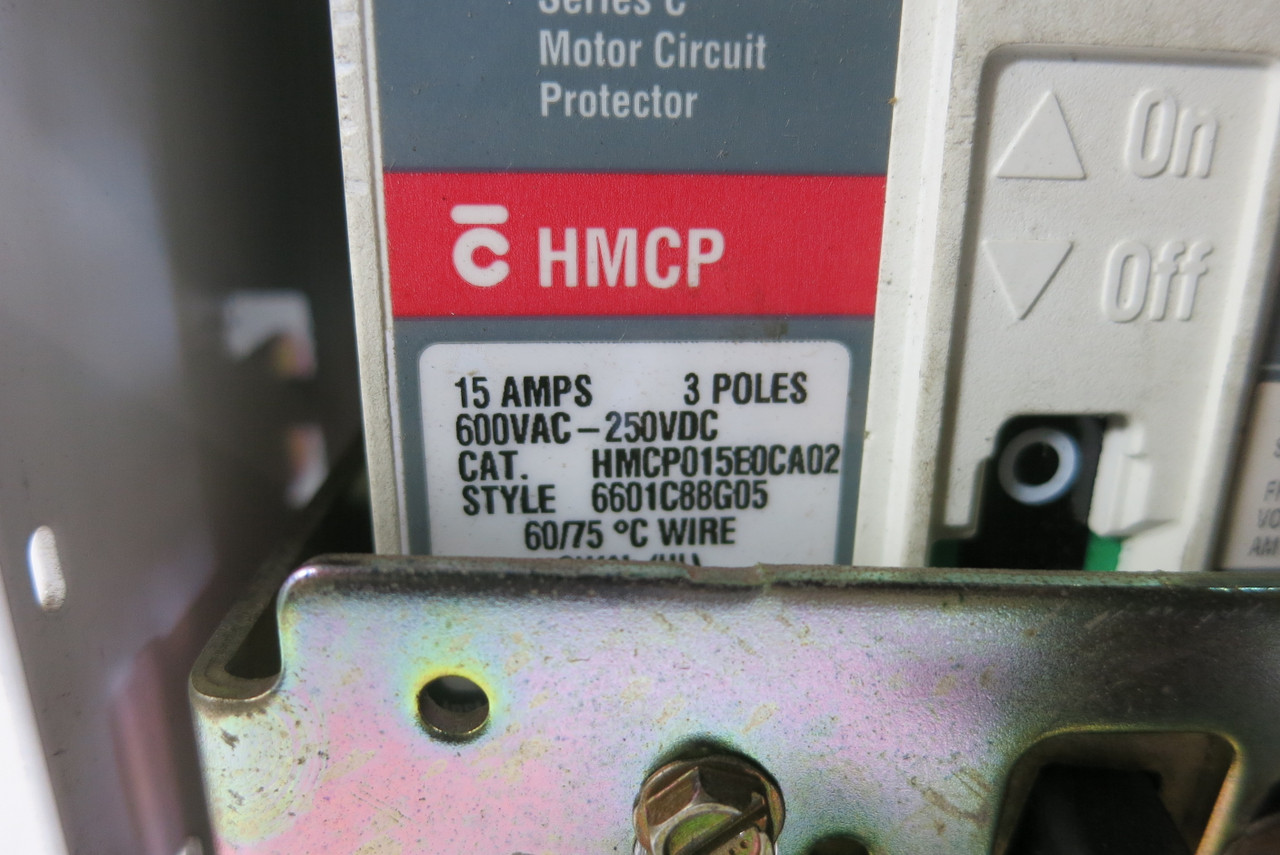 Series C
Motor Circuit
Protector
HMCP
On
Off
15 AMPS 3 POLES
600VAC – 250VDC
CAT. HMCP015E0CA02
STYLE 6601C88G05
60/75 °C WIRE